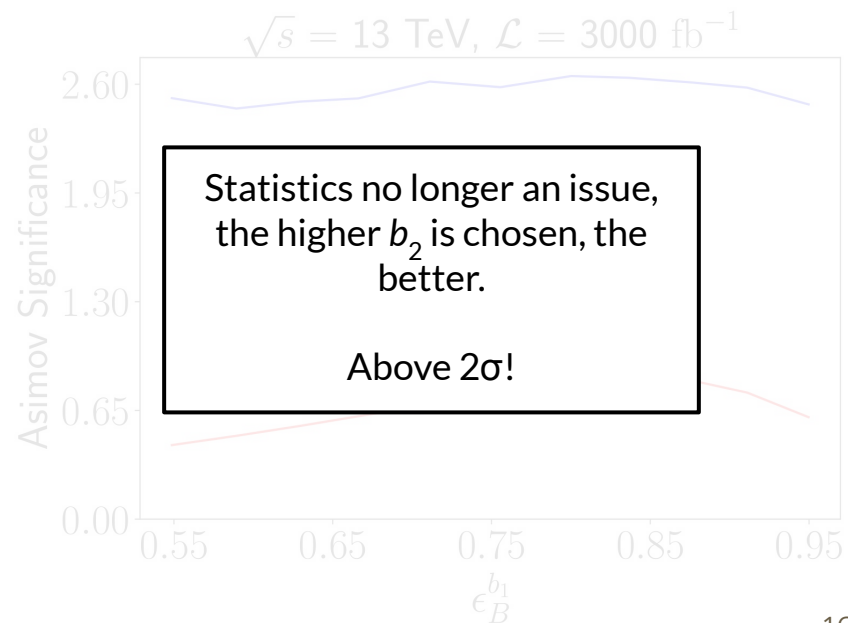 √s = 13 TeV, ℒ = 3000 fb⁻¹
Asimov Significance
2.60
1.95
1.30
0.65
0.00
Statistics no longer an issue,
the higher b₂ is chosen, the
better.
Above 2σ!
0.55 0.65 0.75 0.85 0.95
ϵ_B^{b₁}